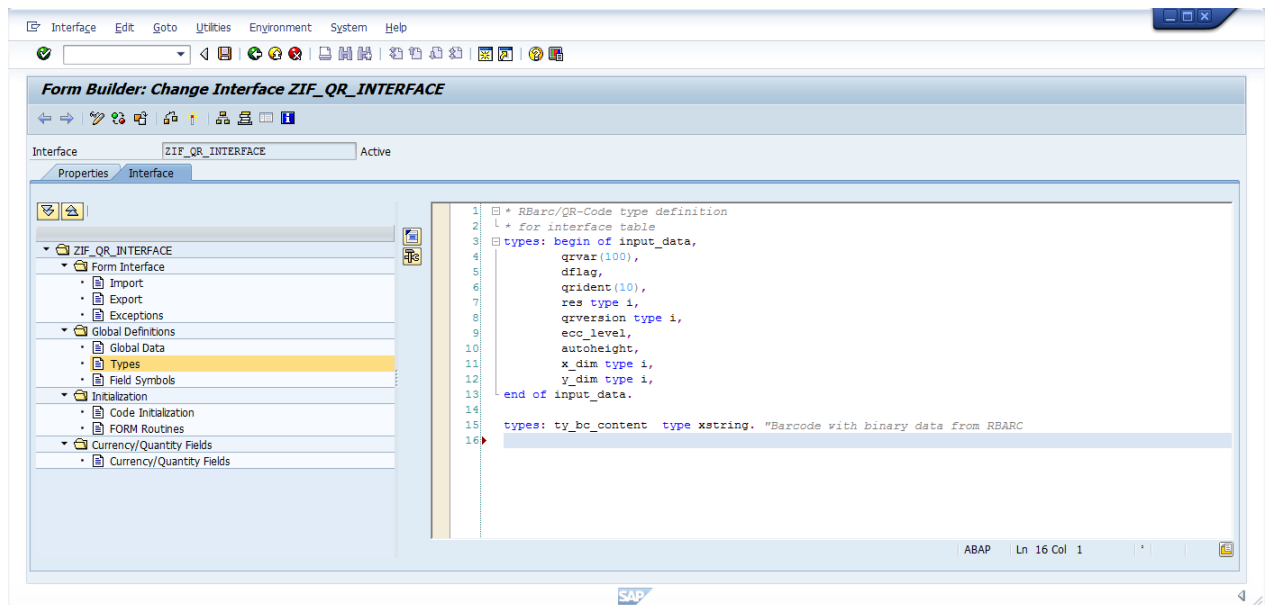 Interface Edit Goto Utilities Environment System Help
Form Builder: Change Interface ZIF_QR_INTERFACE
Interface ZIF_QR_INTERFACE Active
Properties Interface
ZIF_QR_INTERFACE
Form Interface
Import
Export
Exceptions
Global Definitions
Global Data
Types
Field Symbols
Initialization
Code Initialization
FORM Routines
Currency/Quantity Fields
Currency/Quantity Fields
1 * RBarc/QR-Code type definition
2 * for interface table
3 types: begin of input_data,
4 qrvar(100),
5 dflag,
6 qrident(10),
7 res type i,
8 qrversion type i,
9 ecc_level,
10 autoheight,
11 x_dim type i,
12 y_dim type i,
13 end of input_data.
14
15 types: ty_bc_content type xstring. "Barcode with binary data from RBARC
16
ABAP Ln 16 Col 1
SAP